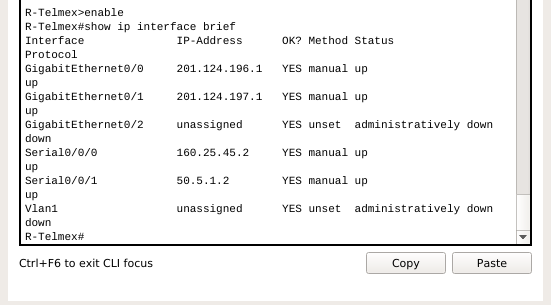 R-Telmex>enable
R-Telmex#show ip interface brief
Interface IP-Address OK? Method Status
Protocol
GigabitEthernet0/0 201.124.196.1 YES manual up
up
GigabitEthernet0/1 201.124.197.1 YES manual up
up
GigabitEthernet0/2 unassigned YES unset administratively down
down
Serial0/0/0 160.25.45.2 YES manual up
up
Serial0/0/1 50.5.1.2 YES manual up
up
Vlan1 unassigned YES unset administratively down
down
R-Telmex#
Ctrl+F6 to exit CLI focus
Copy Paste